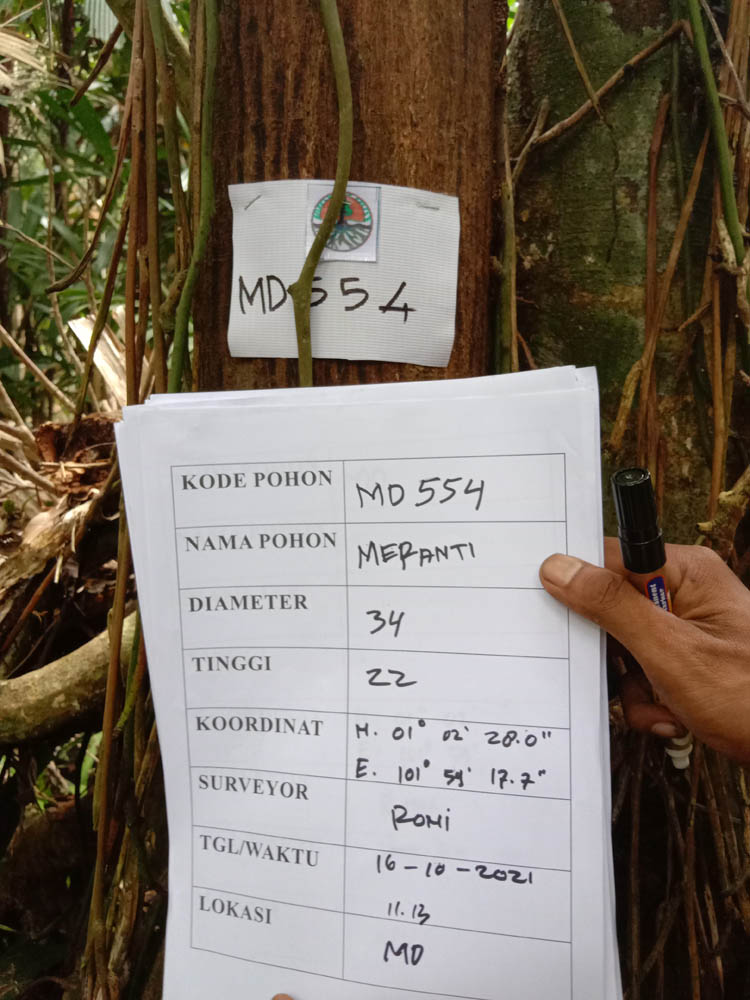 MD554
KODE POHON MD 554
NAMA POHON MERANTI
DIAMETER 34
TINGGI 22
KOORDINAT N. 01° 02' 28.0"
E. 101° 59' 17.7"
SURVEYOR ROMI
TGL/WAKTU 16-10-2021
11.13
LOKASI MD